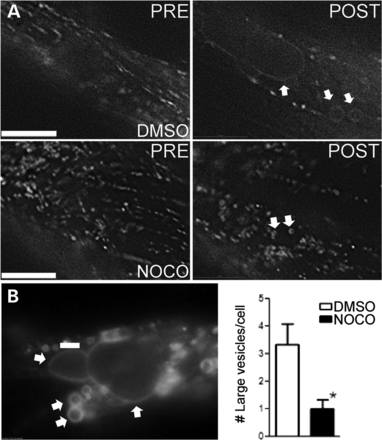 A
PRE
POST
DMSO
PRE
POST
NOCO
B
# Large vesicles/cell
5
4
3
2
1
0
DMSO
NOCO
*